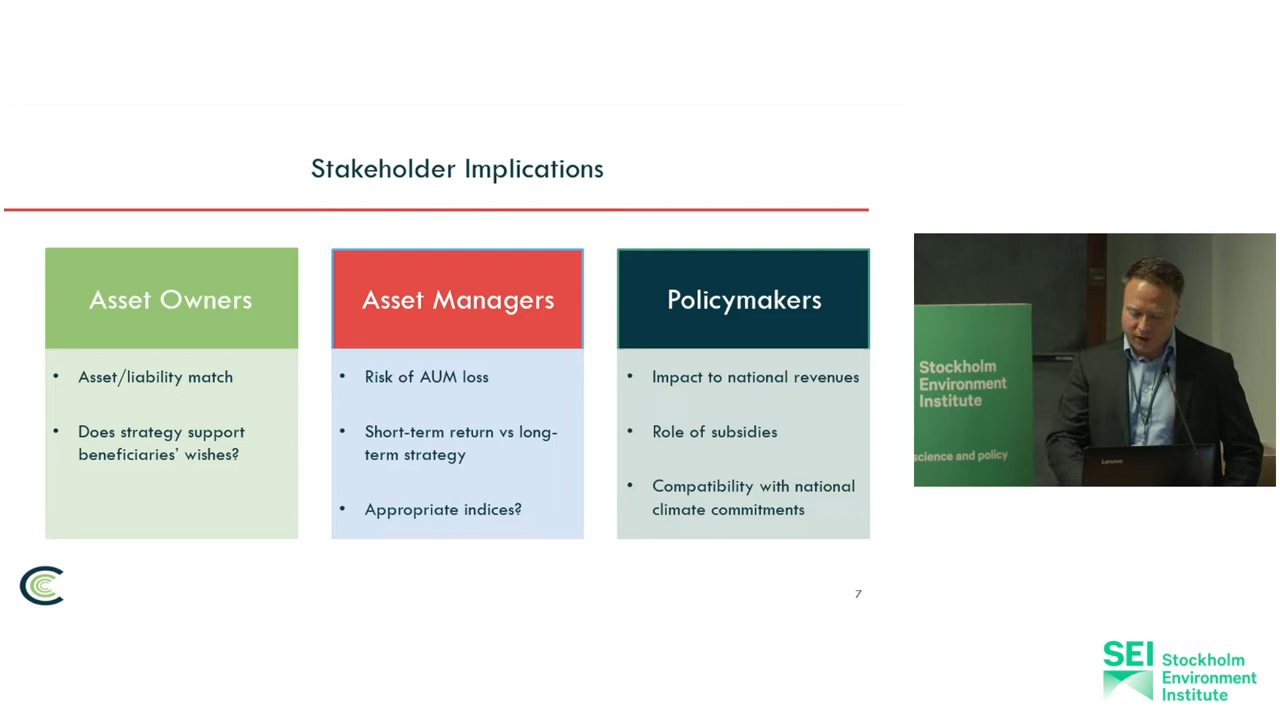 Stakeholder Implications
Asset Owners
• Asset/liability match
• Does strategy support
beneficiaries' wishes?
Asset Managers
• Risk of AUM loss
• Short-term return vs long-
term strategy
• Appropriate indices?
Policymakers
• Impact to national revenues
• Role of subsidies
• Compatibility with national
climate commitments
7
Stockholm
Environment
Institute
science and policy
Lenovo
SEI Stockholm
Environment
Institute